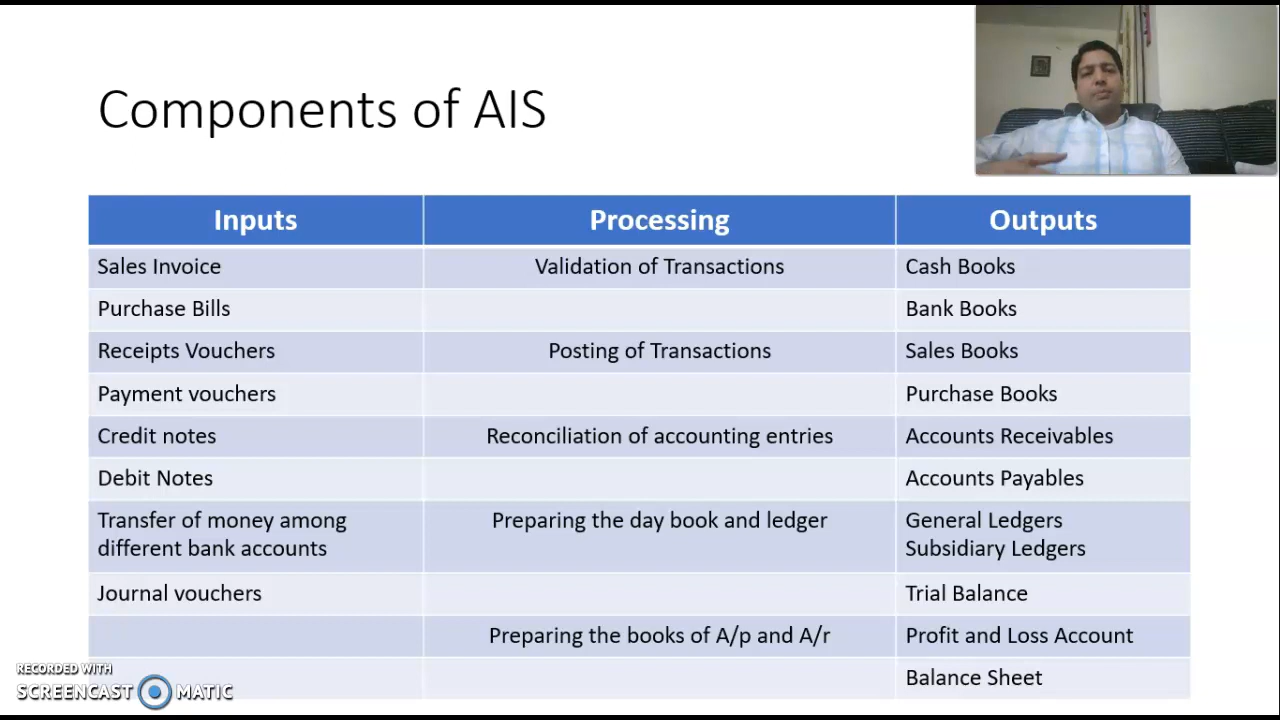 Components of AIS
Inputs Processing Outputs
Sales Invoice Validation of Transactions Cash Books
Purchase Bills Bank Books
Receipts Vouchers Posting of Transactions Sales Books
Payment vouchers Purchase Books
Credit notes Reconciliation of accounting entries Accounts Receivables
Debit Notes Accounts Payables
Transfer of money among Preparing the day book and ledger General Ledgers
different bank accounts Subsidiary Ledgers
Journal vouchers Trial Balance
Preparing the books of A/p and A/r Profit and Loss Account
Balance Sheet
RECORDED WITH
SCREENCAST MATIC